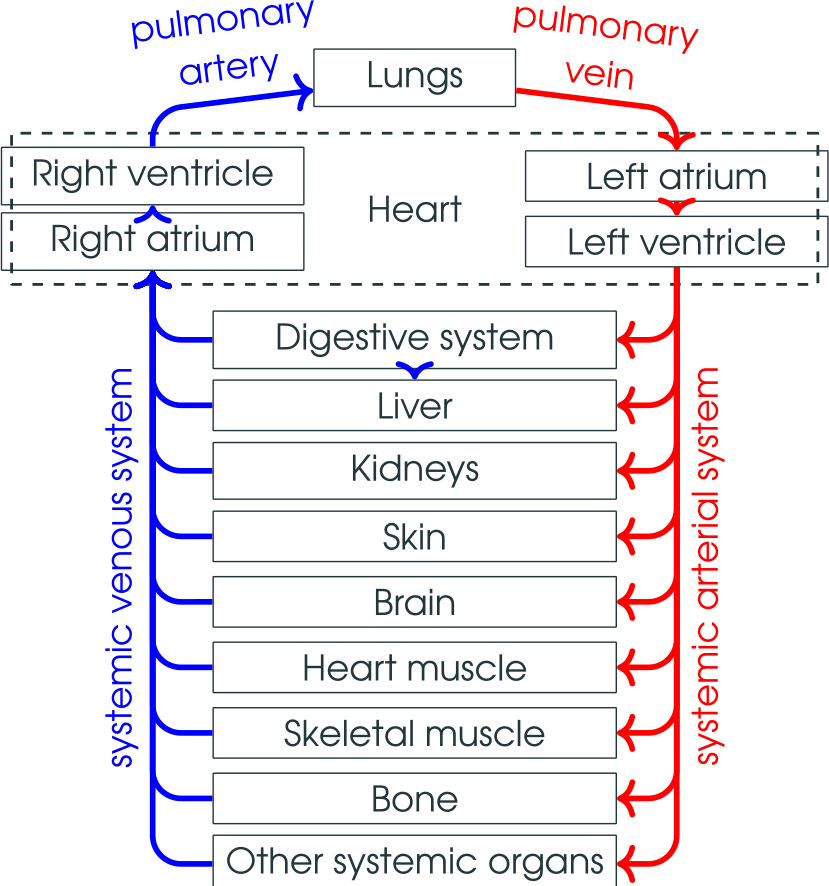 pulmonary
artery
Lungs
pulmonary
vein
Right ventricle
Right atrium
Heart
Left atrium
Left ventricle
systemic venous system
Digestive system
Liver
Kidneys
Skin
Brain
Heart muscle
Skeletal muscle
Bone
Other systemic organs
systemic arterial system